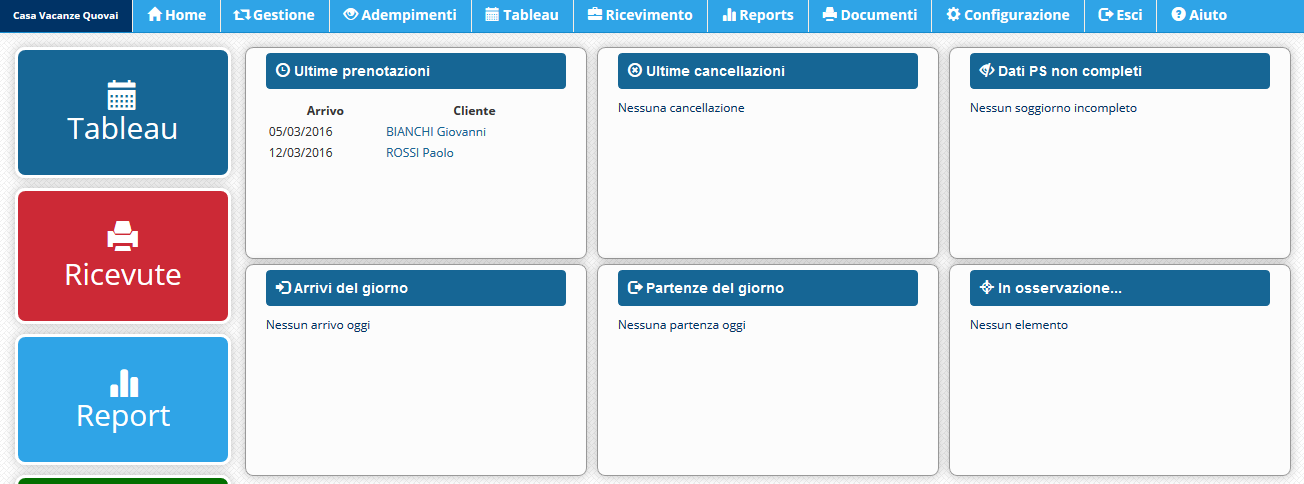 Casa Vacanze Quovai Home Gestione Adempimenti Tableau Ricevimento Reports Documenti Configurazione Esci Aiuto
Tableau
Ricevute
Report
Ultime prenotazioni
Arrivo Cliente
05/03/2016 BIANCHI Giovanni
12/03/2016 ROSSI Paolo
Ultime cancellazioni
Nessuna cancellazione
Dati PS non completi
Nessun soggiorno incompleto
Arrivi del giorno
Nessun arrivo oggi
Partenze del giorno
Nessuna partenza oggi
In osservazione...
Nessun elemento